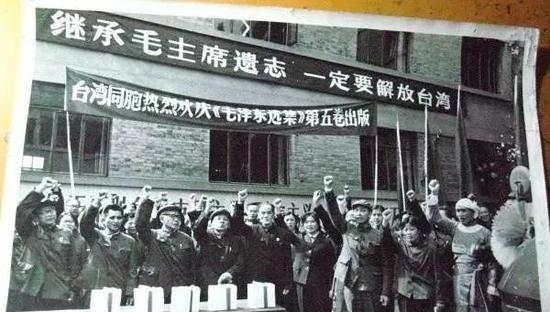 继承毛主席遗志 一定要解放台湾
台湾同胞热烈欢庆《毛泽东选集》第五卷出版